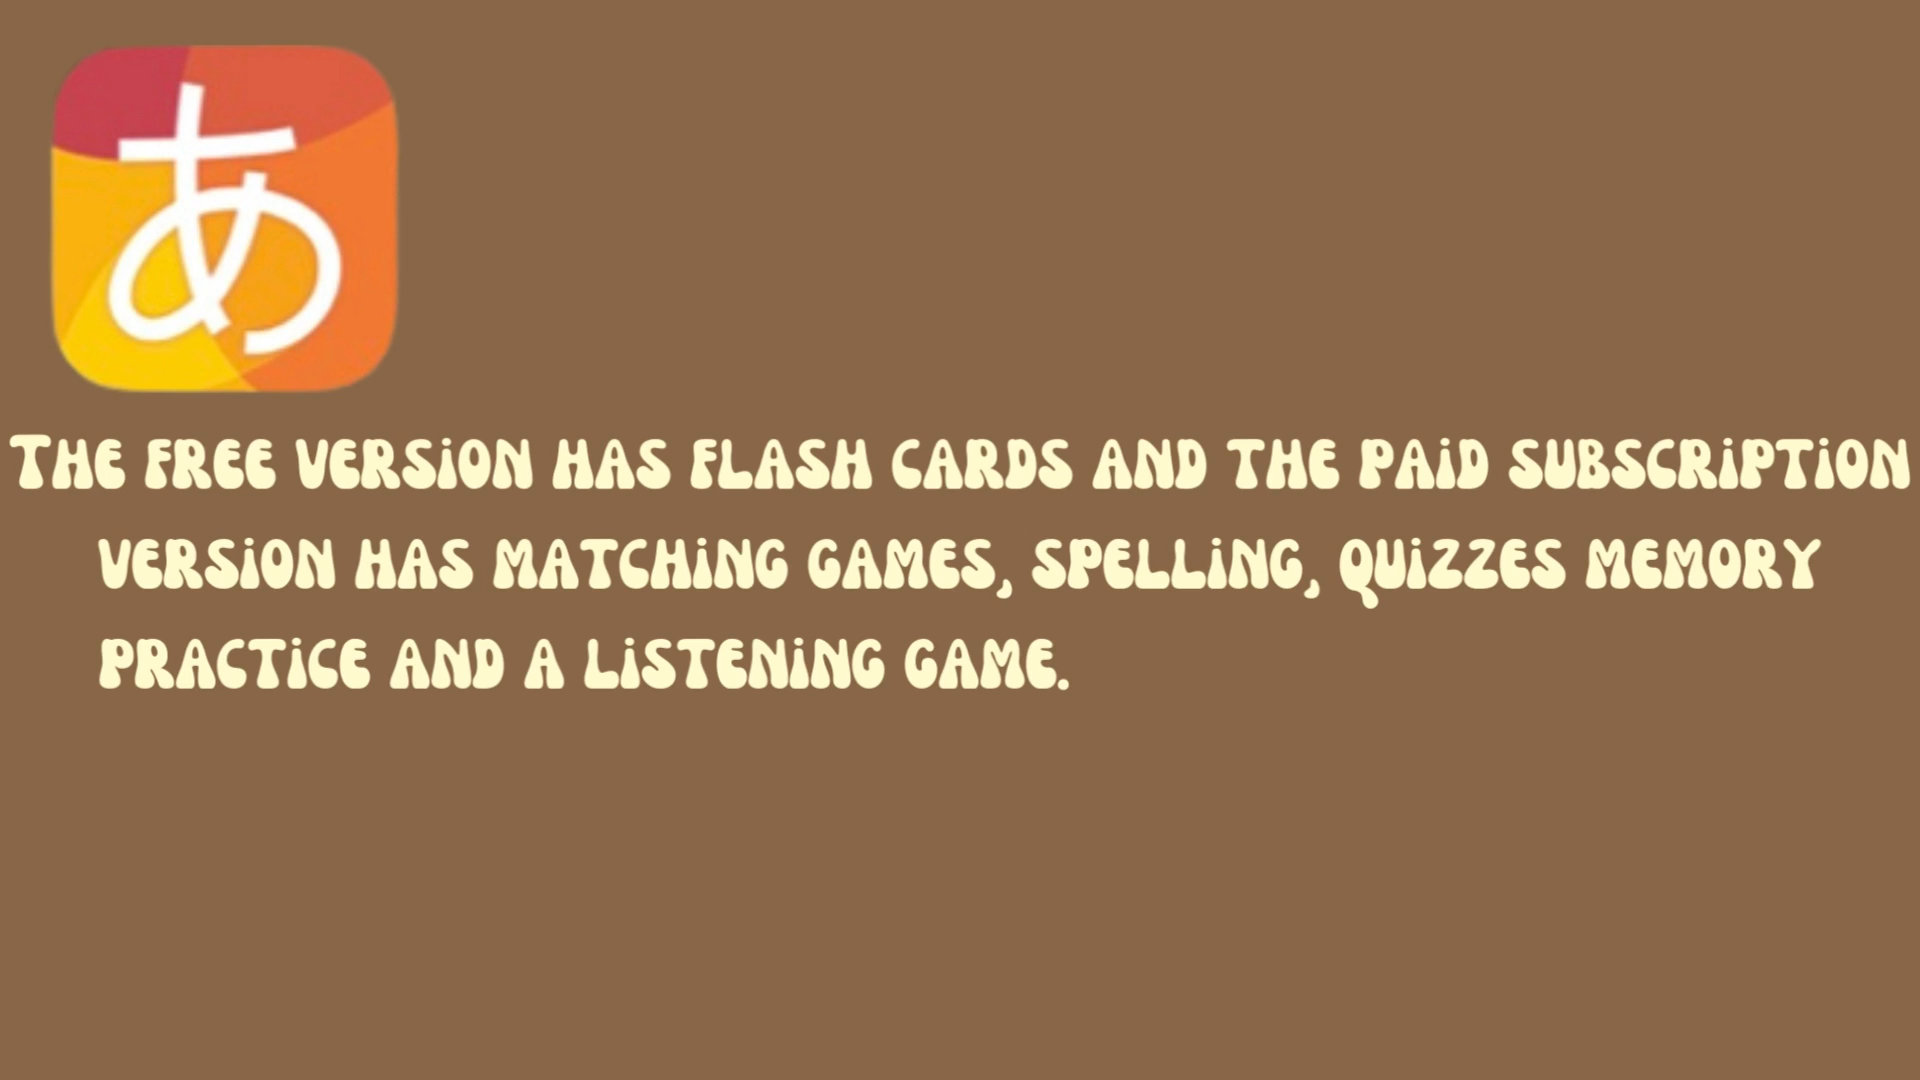 あ
The free version has flash cards and the paid subscription
version has matching games, spelling, quizzes memory
practice and a listening game.